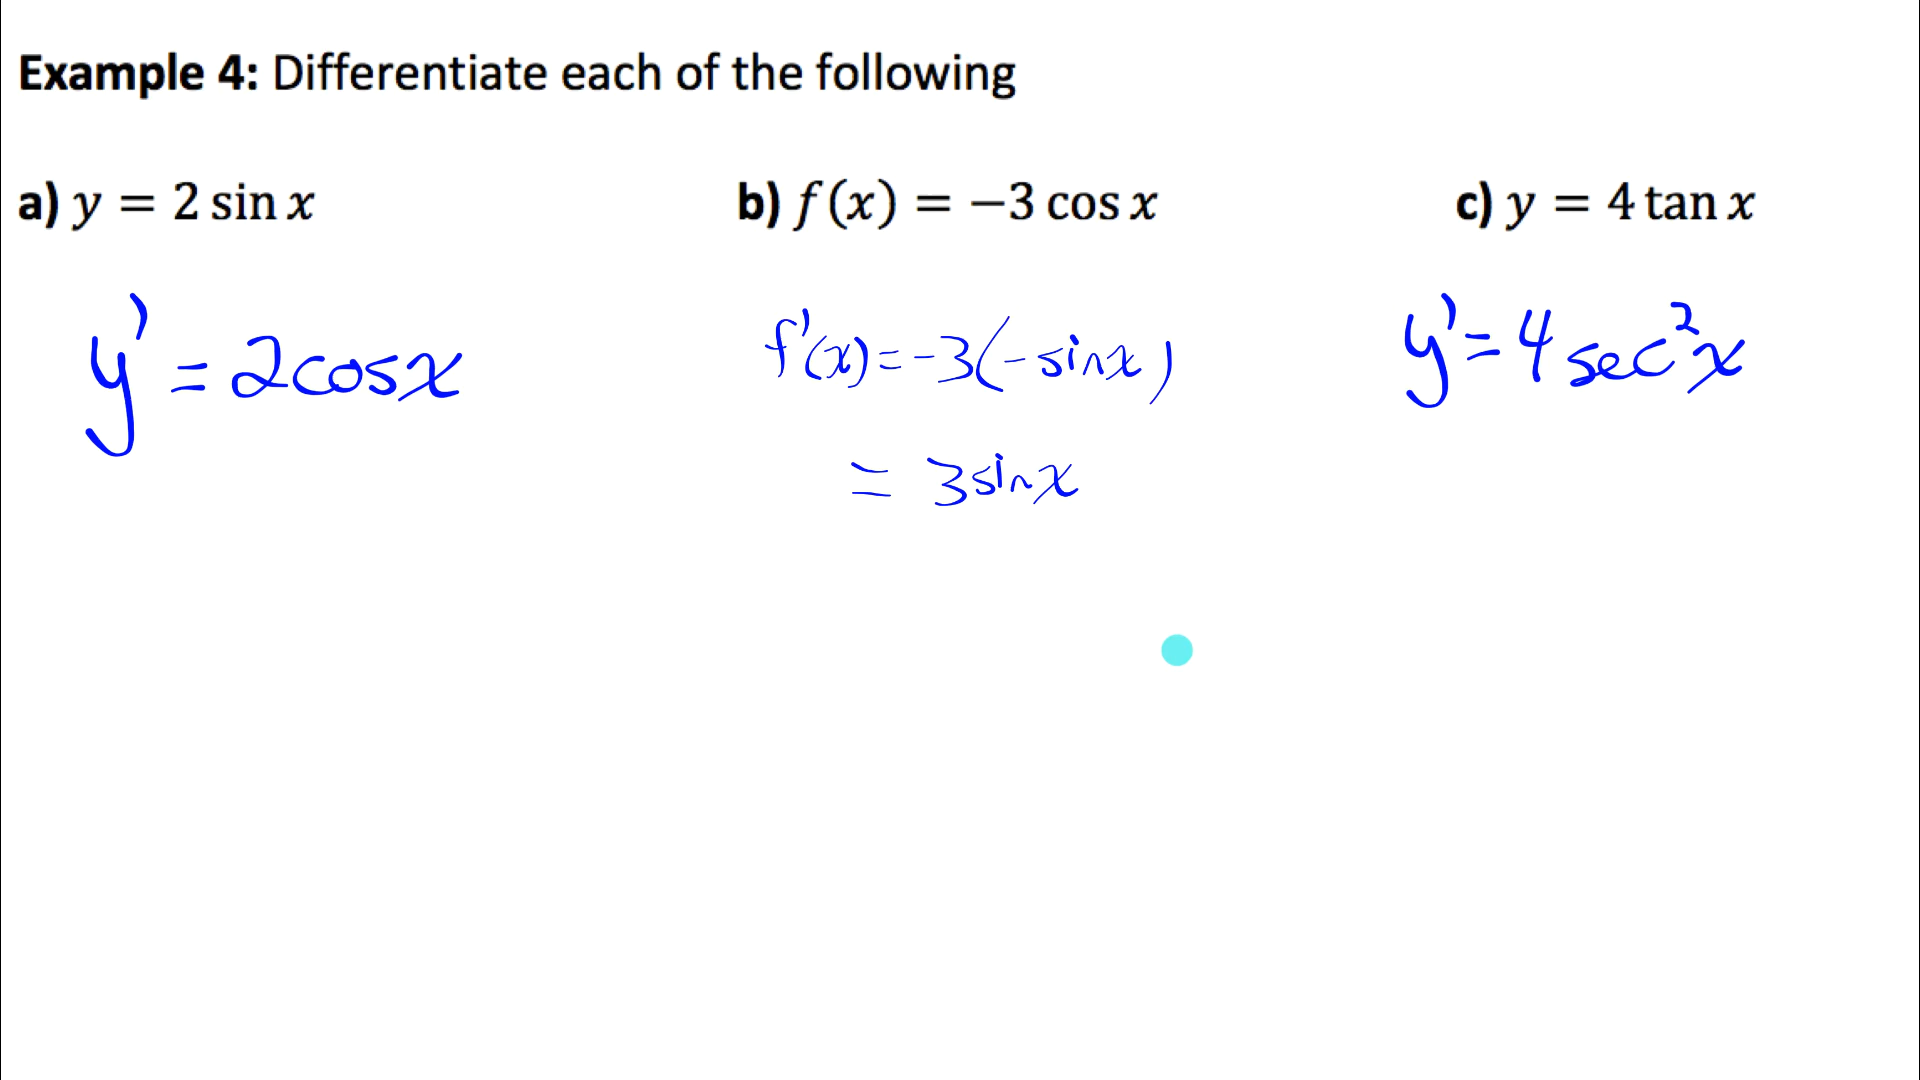 Example 4: Differentiate each of the following
a) y = 2 sin x
b) f(x) = −3 cos x
c) y = 4 tan x
y' = 2cosx
f'(x) = -3(-sinx)
= 3sinx
y' = 4 sec²x